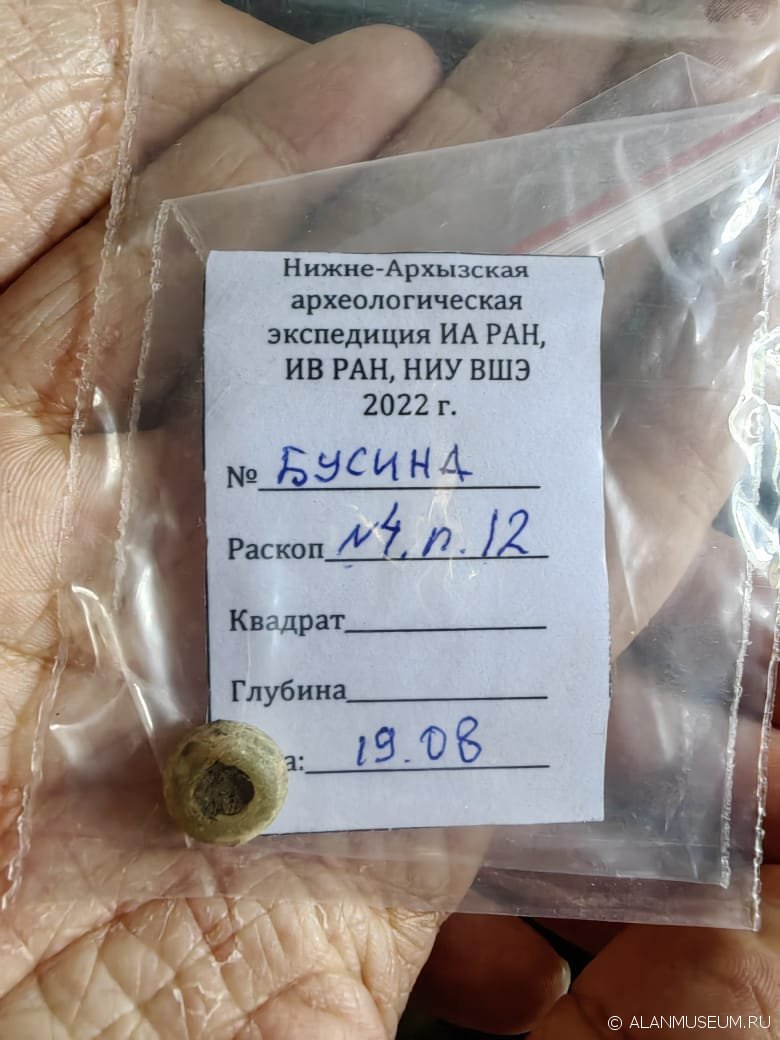 Нижне-Архызская
археологическая
экспедиция ИА РАН,
ИВ РАН, НИУ ВШЭ
2022 г.
№ БУСИНА
Раскоп №4, п. 12
Квадрат
Глубина
а: 19.08
© ALANMUSEUM.RU